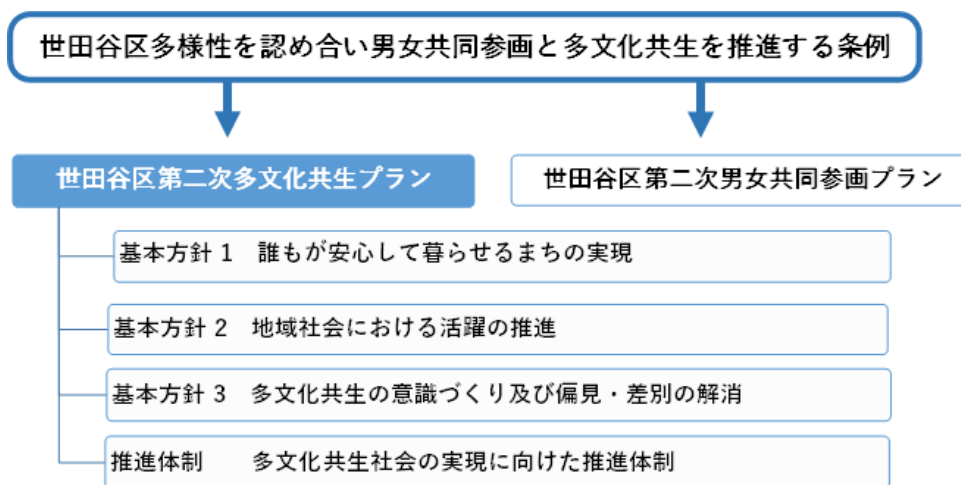 世田谷区多様性を認め合い男女共同参画と多文化共生を推進する条例
世田谷区第二次多文化共生プラン
世田谷区第二次男女共同参画プラン
基本方針 1　誰もが安心して暮らせるまちの実現
基本方針 2　地域社会における活躍の推進
基本方針 3　多文化共生の意識づくり及び偏見・差別の解消
推進体制　　多文化共生社会の実現に向けた推進体制